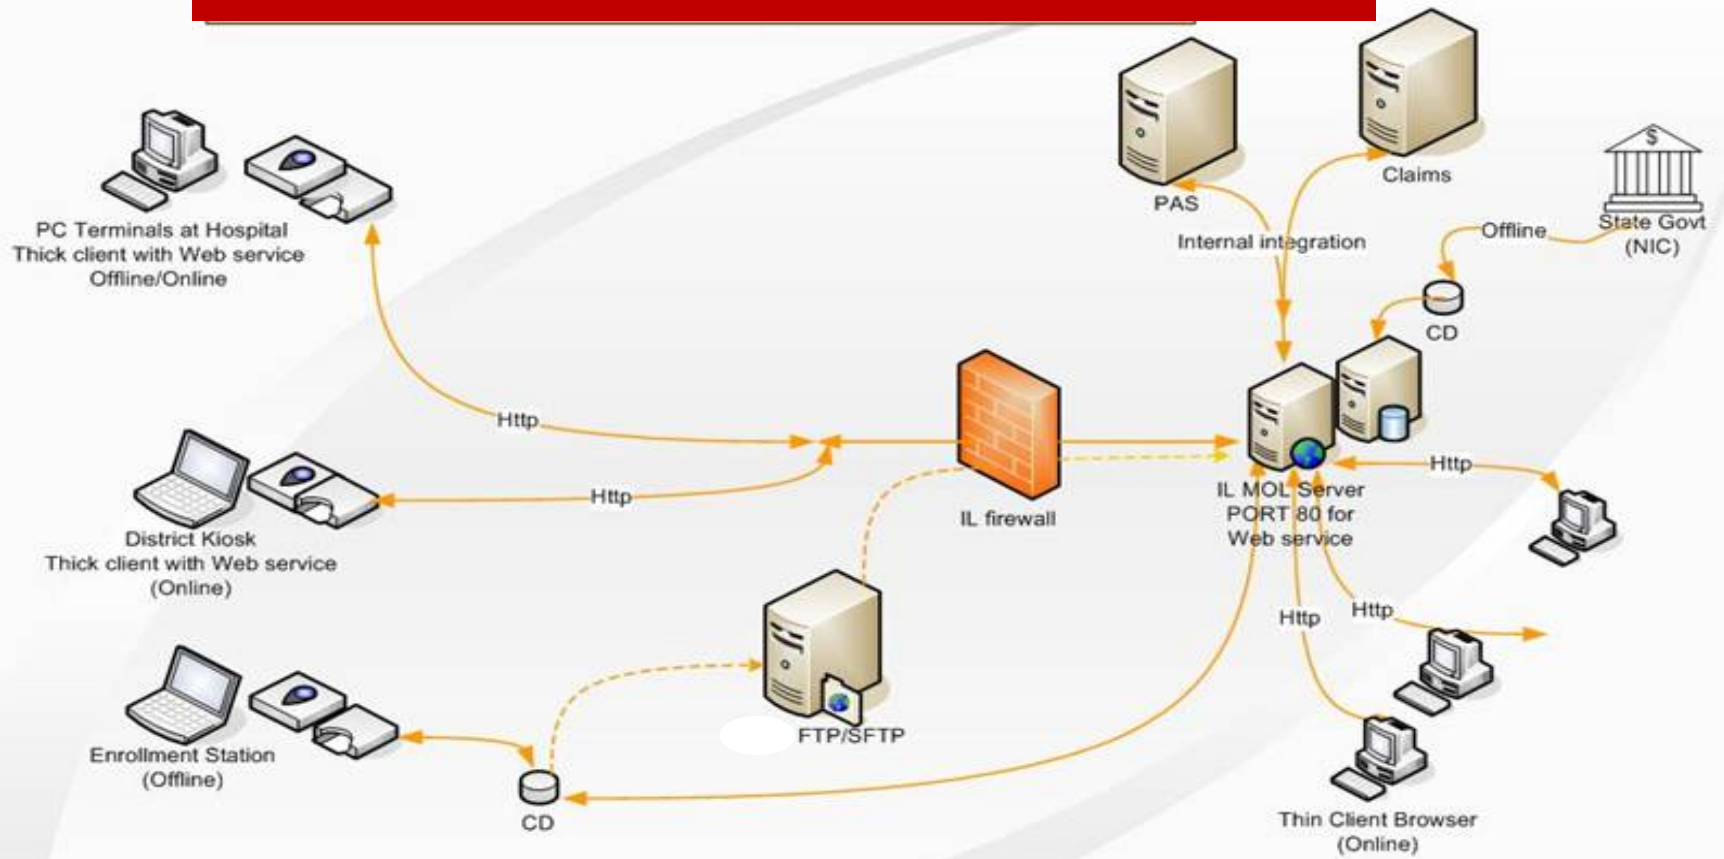 PC Terminals at Hospital
Thick client with Web service
Offline/Online
Http
District Kiosk
Thick client with Web service
(Online)
Http
Enrollment Station
(Offline)
CD
FTP/SFTP
IL firewall
PAS
Claims
Internal integration
$
State Govt
(NIC)
Offline
CD
IL MOL Server
PORT 80 for
Web service
Http
Http
Http
Thin Client Browser
(Online)